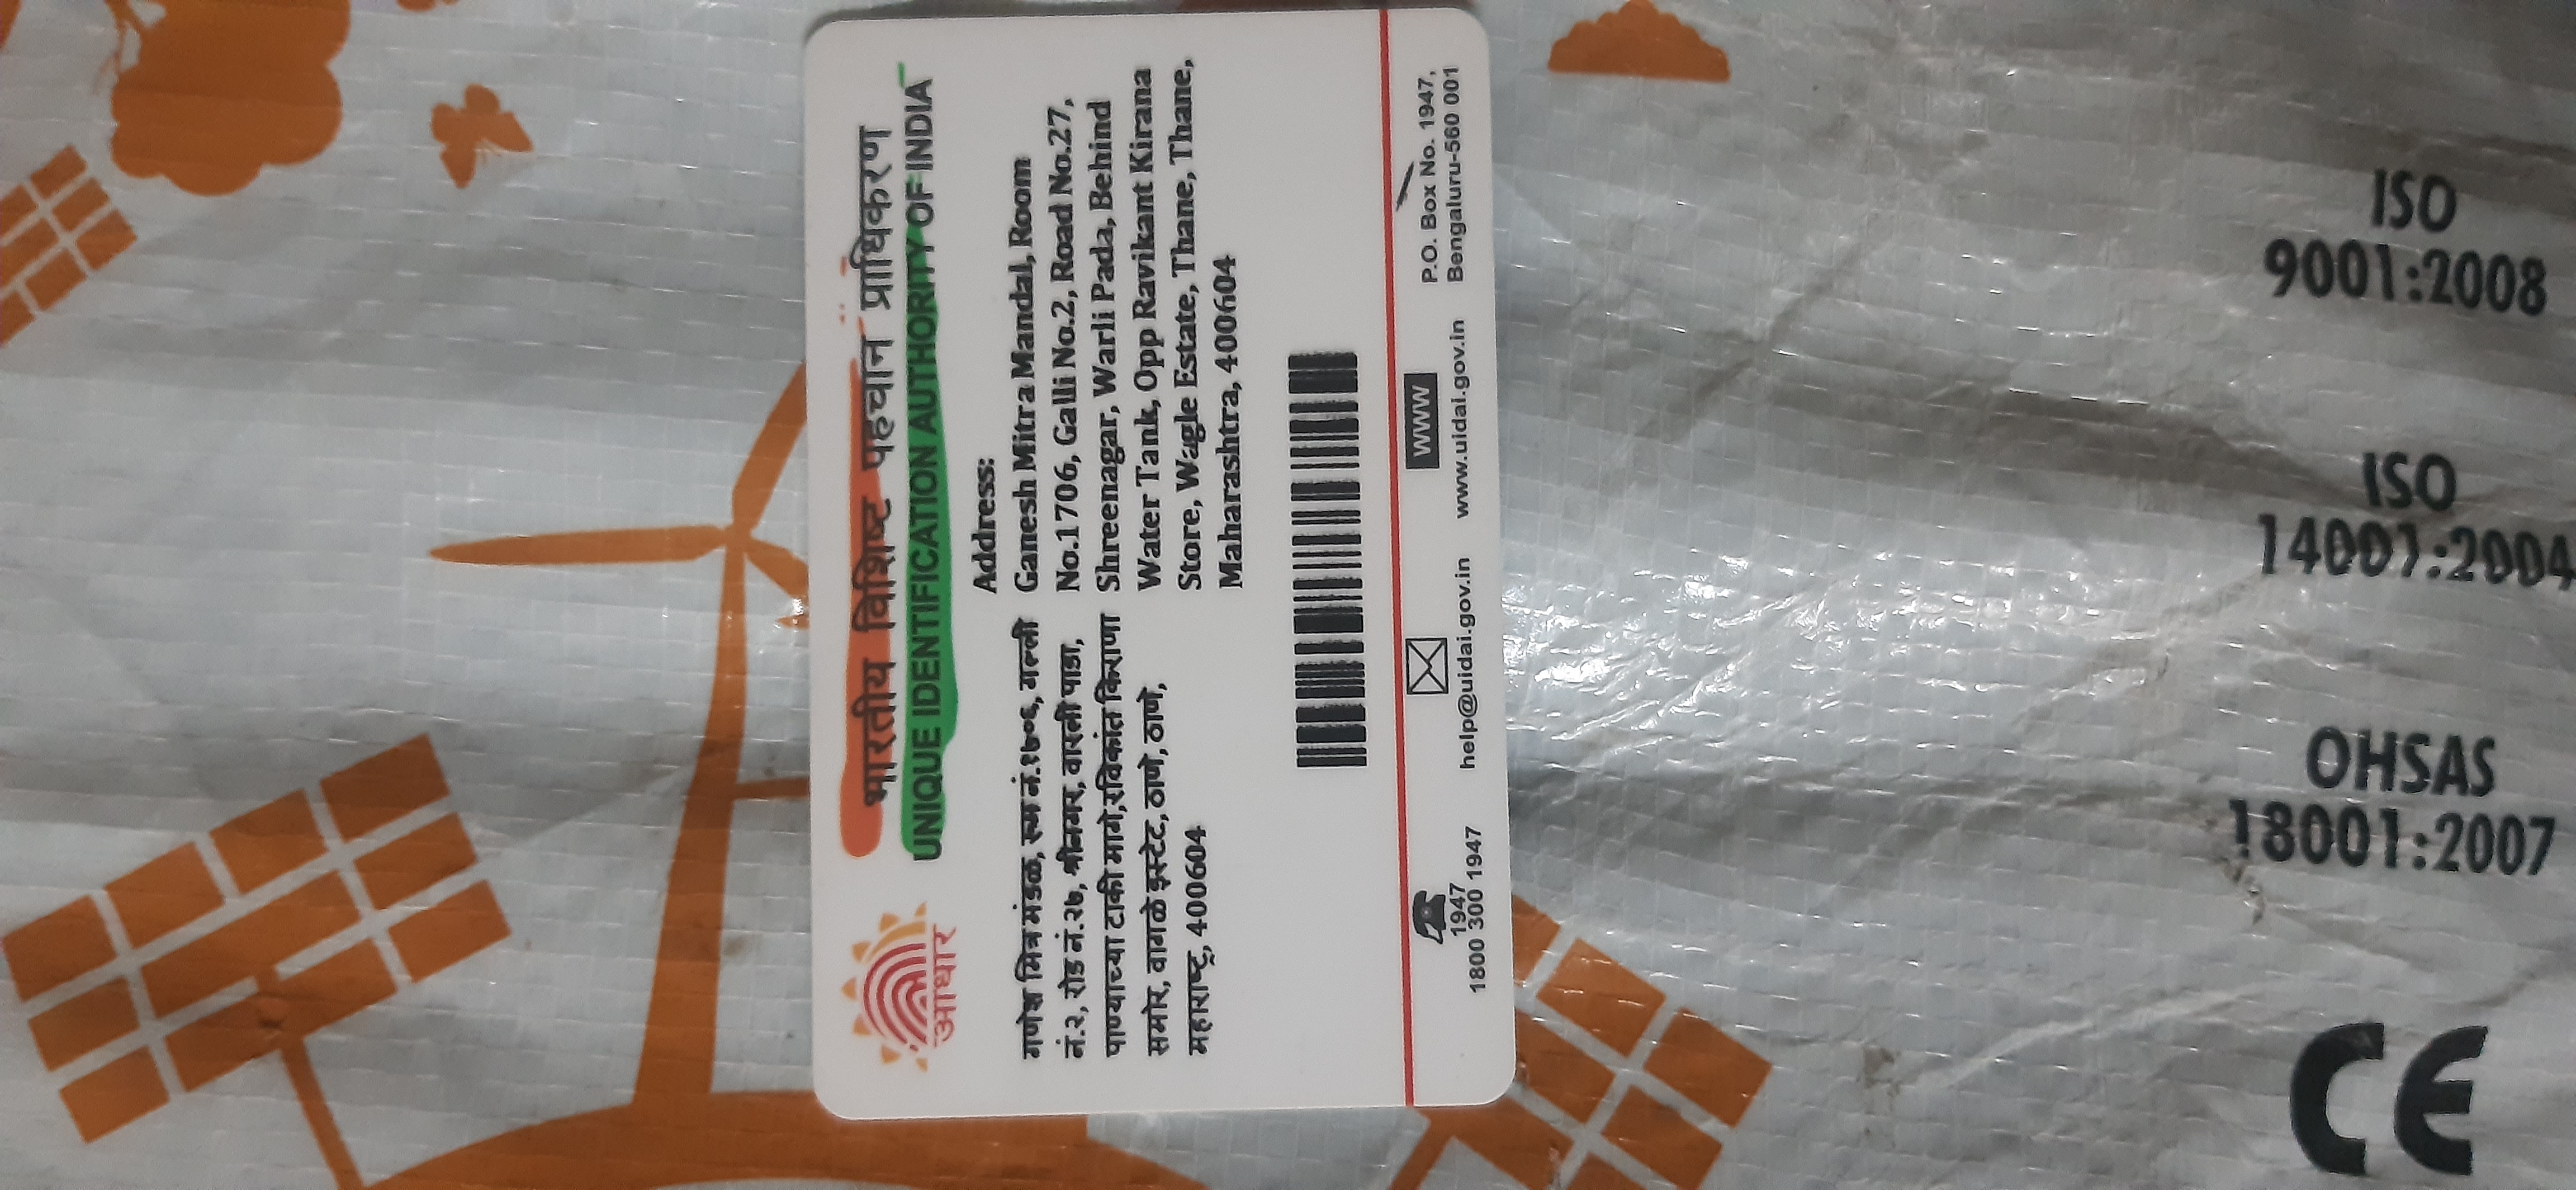 भारतीय विशिष्ट पहचान प्राधिकरण
UNIQUE IDENTIFICATION AUTHORITY OF INDIA
आधार
गणेश मित्र मंडळ, रूम नं.१७०६, गल्ली
नं.२, रोड नं.२७, श्रीनगर, वारली पाडा,
पाण्याच्या टाकी मागे,रविकांत किराणा
समोर, वागळे इस्टेट, ठाणे, ठाणे,
महाराष्ट्र, 400604
Address:
Ganesh Mitra Mandal, Room
No.1706, Galli No.2, Road No.27,
Shreenagar, Warli Pada, Behind
Water Tank, Opp Ravikant Kirana
Store, Wagle Estate, Thane, Thane,
Maharashtra, 400604
1947
1800 300 1947
help@uidai.gov.in
WWW
www.uidai.gov.in
P.O. Box No. 1947,
Bengaluru-560 001
ISO
9001:2008
ISO
14001:2004
OHSAS
18001:2007
CE